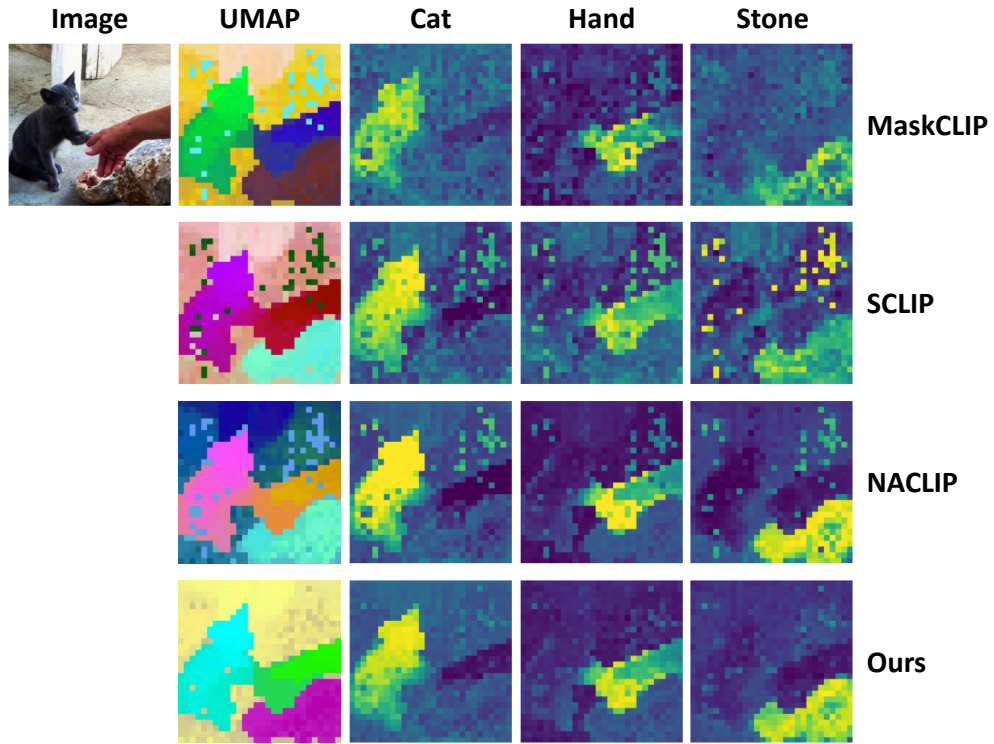 Image UMAP Cat Hand Stone
MaskCLIP
SCLIP
NACLIP
Ours